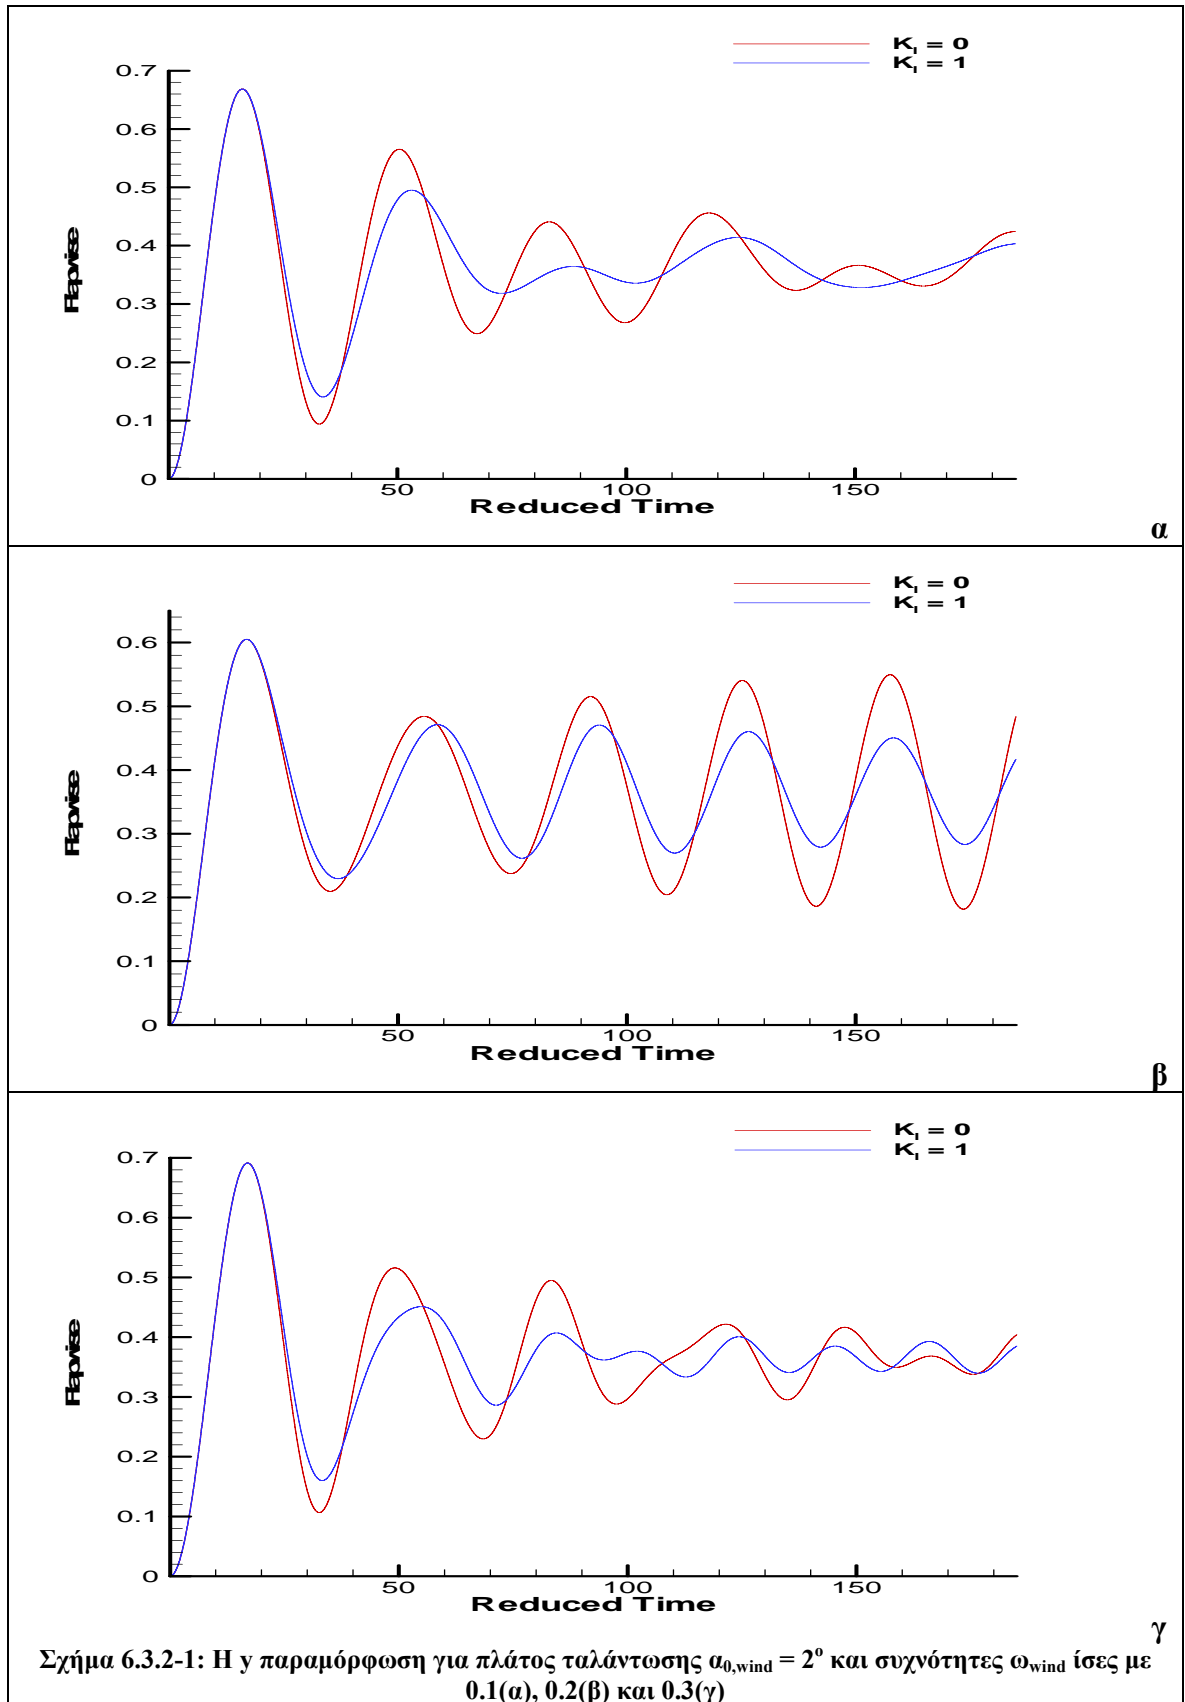 K_I = 0
K_I = 1
0.7
0.6
0.5
0.4
0.3
0.2
0.1
0
Flapwise
50
100
150
Reduced Time
α
K_I = 0
K_I = 1
0.6
0.5
0.4
0.3
0.2
0.1
0
Flapwise
50
100
150
Reduced Time
β
K_I = 0
K_I = 1
0.7
0.6
0.5
0.4
0.3
0.2
0.1
0
Flapwise
50
100
150
Reduced Time
γ
Σχήμα 6.3.2-1: Η y παραμόρφωση για πλάτος ταλάντωσης α0,wind = 2º και συχνότητες ωwind ίσες με
0.1(α), 0.2(β) και 0.3(γ)